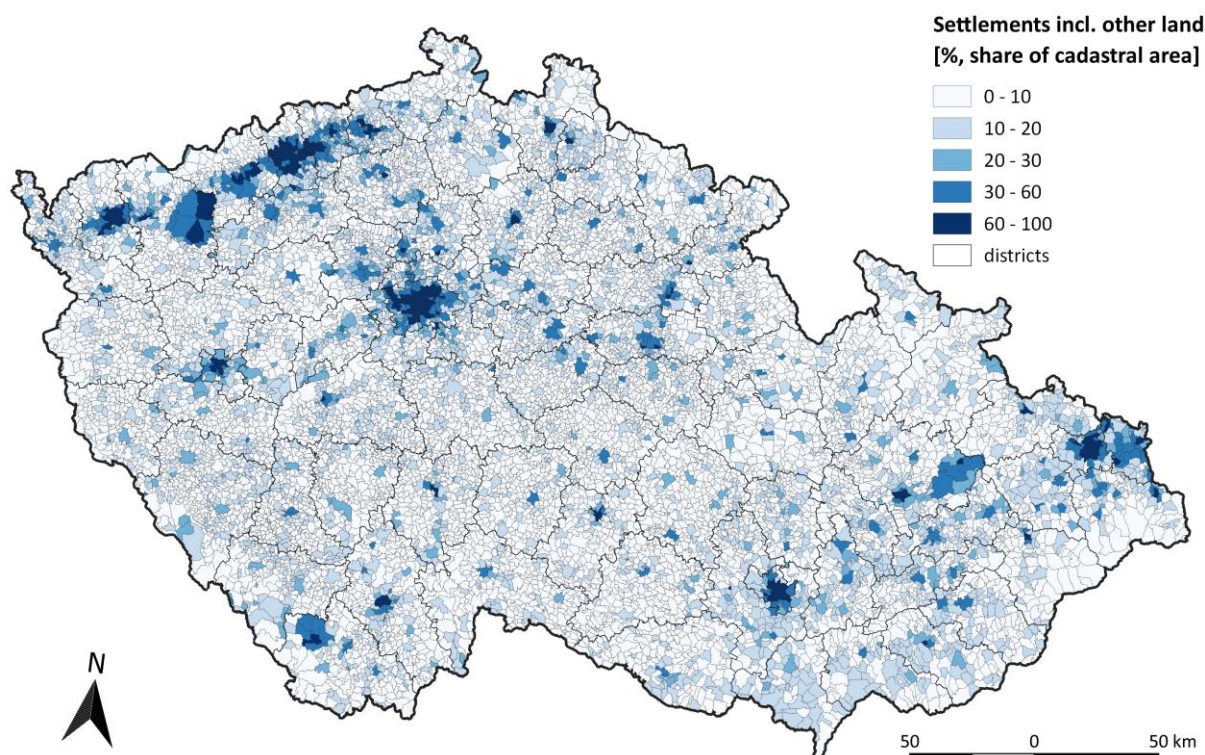 Settlements incl. other land
[%, share of cadastral area]
0 - 10
10 - 20
20 - 30
30 - 60
60 - 100
districts
N
50 0 50 km